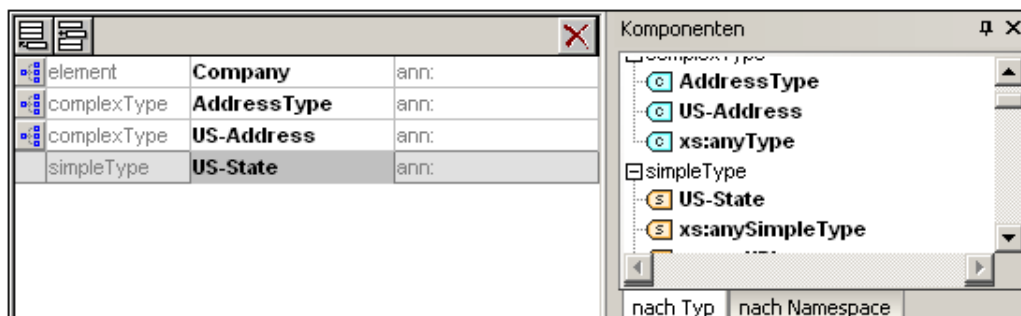 element Company ann:
complexType AddressType ann:
complexType US-Address ann:
simpleType US-State ann:
Komponenten
complexType
AddressType
US-Address
xs:anyType
simpleType
US-State
xs:anySimpleType
nach Typ nach Namespace